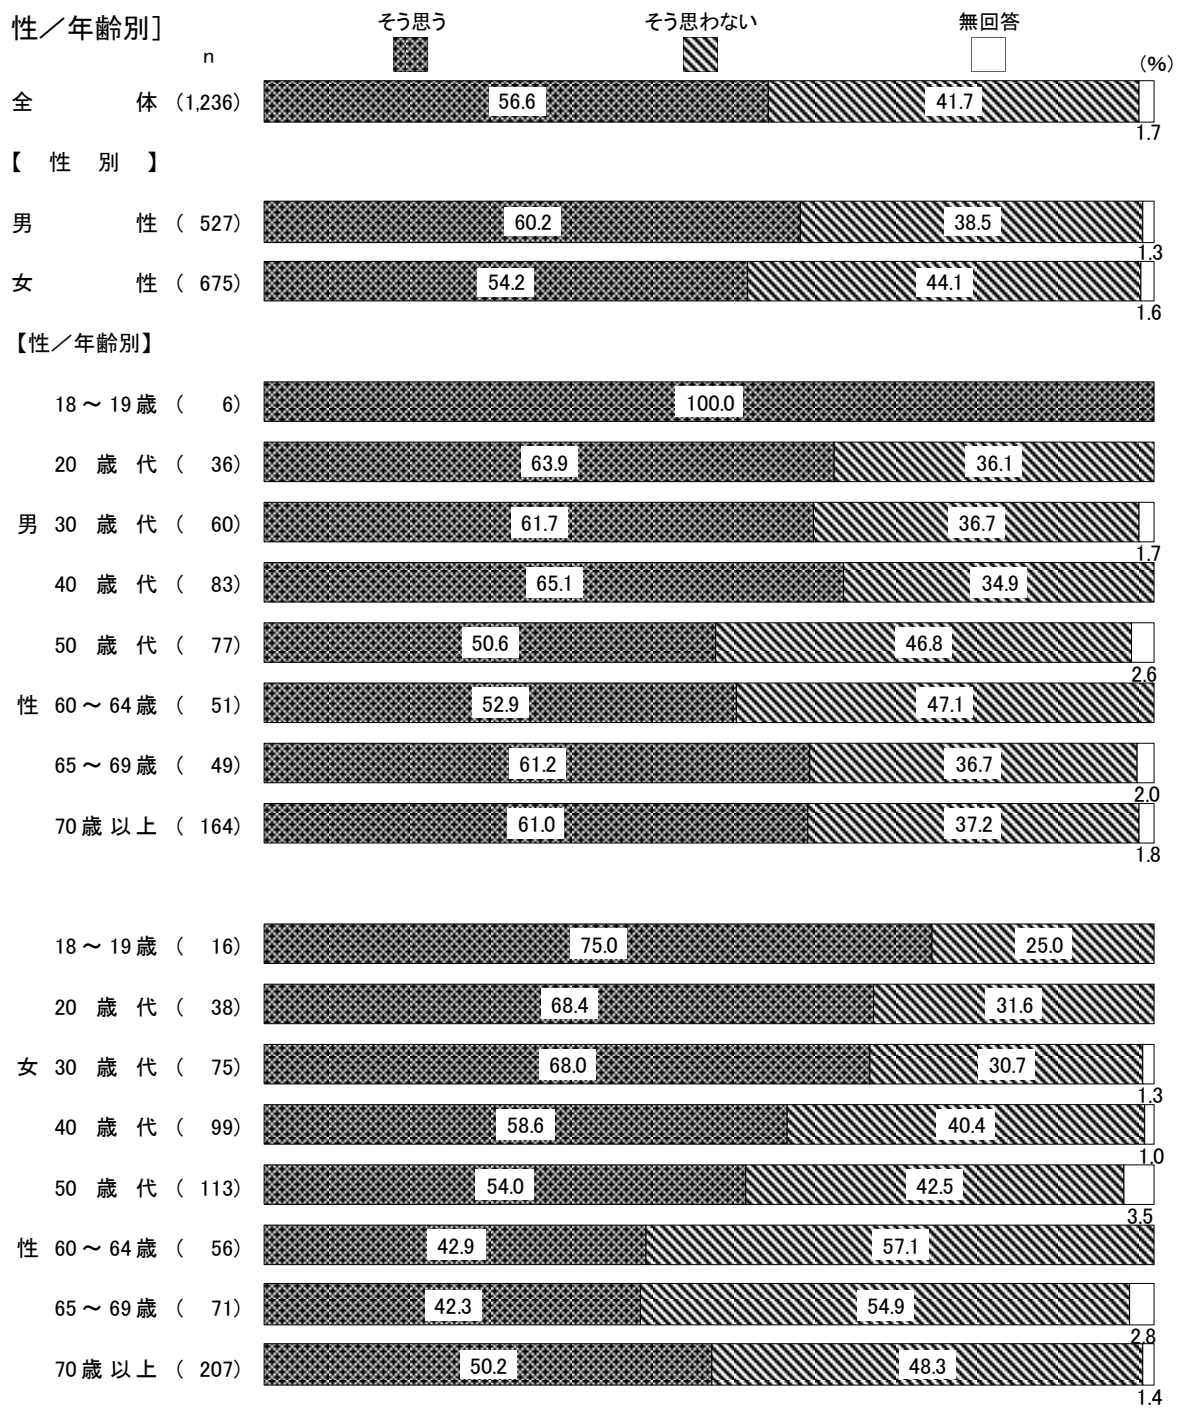 性／年齢別］
そう思う そう思わない 無回答
n
(%)
全 体 (1,236) 56.6 41.7
1.7
【 性 別 】
男 性 ( 527) 60.2 38.5
1.3
女 性 ( 675) 54.2 44.1
1.6
【性／年齢別】
18～19歳 ( 6) 100.0
20 歳 代 ( 36) 63.9 36.1
男 30 歳 代 ( 60) 61.7 36.7
1.7
40 歳 代 ( 83) 65.1 34.9
50 歳 代 ( 77) 50.6 46.8
2.6
性 60～64歳 ( 51) 52.9 47.1
65～69歳 ( 49) 61.2 36.7
2.0
70歳以上 ( 164) 61.0 37.2
1.8
18～19歳 ( 16) 75.0 25.0
20 歳 代 ( 38) 68.4 31.6
女 30 歳 代 ( 75) 68.0 30.7
1.3
40 歳 代 ( 99) 58.6 40.4
1.0
50 歳 代 ( 113) 54.0 42.5
3.5
性 60～64歳 ( 56) 42.9 57.1
65～69歳 ( 71) 42.3 54.9
2.8
70歳以上 ( 207) 50.2 48.3
1.4